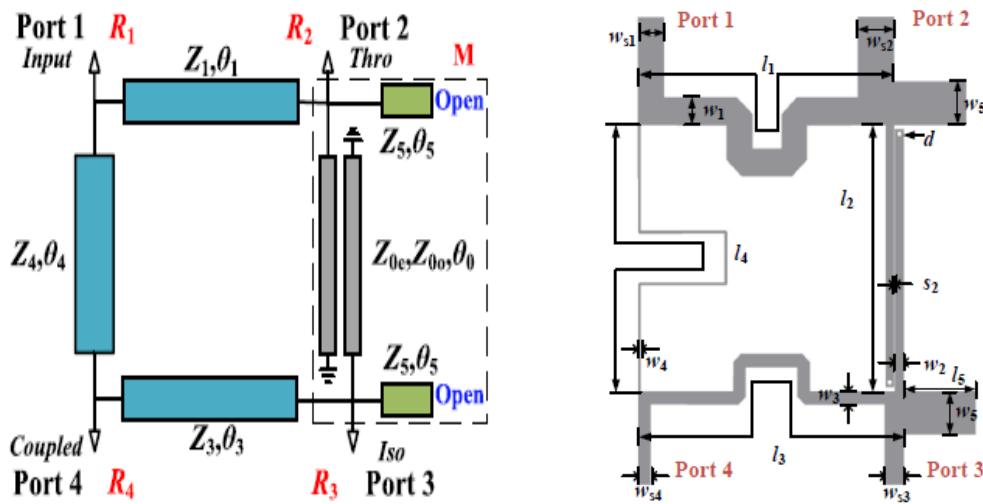 Port 1 R₁ R₂ Port 2
Input Thro M
Z₁,θ₁
Open
Z₅,θ₅
Z₄,θ₄
Z₀ₑ,Z₀ₒ,θ₀
Z₅,θ₅
Open
Z₃,θ₃
Coupled Iso
Port 4 R₄ R₃ Port 3
Port 1 Port 2
wₛ₁ wₛ₂
l₁
w₁ w₅
d
l₂
l₄
s₂
w₄ w₂
l₅
w₃ w₅
l₃
Port 4 Port 3
wₛ₄ wₛ₃